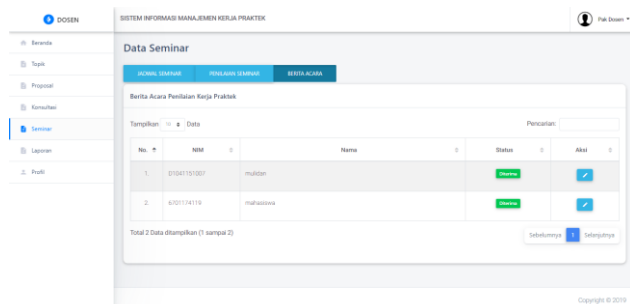 DOSEN
SISTEM INFORMASI MANAJEMEN KERJA PRAKTEK
Pak Dosen
Beranda
Topik
Proposal
Konsultasi
Seminar
Laporan
Profil
Data Seminar
JADWAL SEMINAR PENILAIAN SEMINAR BERITA ACARA
Berita Acara Penilaian Kerja Praktek
Tampilkan 10 Data
Pencarian:
No. NIM Nama Status Aksi
1. D1041151007 mulidan Diterima
2. 6701174119 mahasiswa Diterima
Total 2 Data ditampilkan (1 sampai 2)
Sebelumnya 1 Selanjutnya
Copyright © 2019